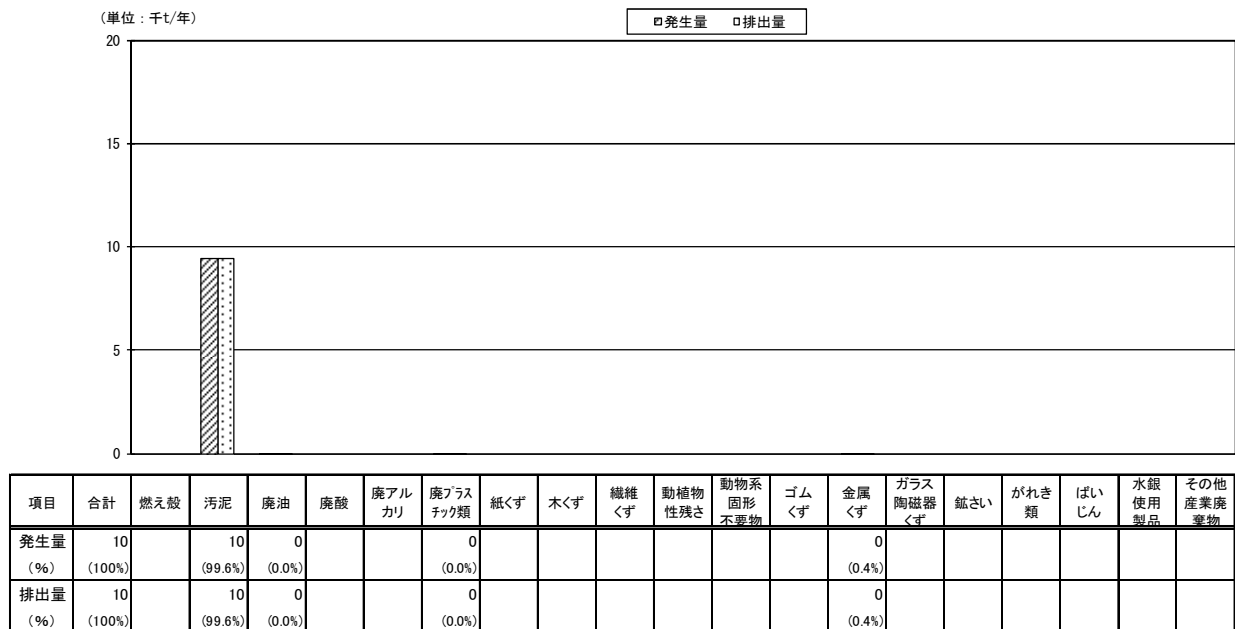 (単位：千t/年)
発生量 排出量
20
15
10
5
0
項目 合計 燃え殻 汚泥 廃油 廃酸 廃アルカリ 廃プラスチック類 紙くず 木くず 繊維くず 動植物性残さ 動物系固形不要物 ゴムくず 金属くず ガラス陶磁器くず 鉱さい がれき類 ばいじん 水銀使用製品 その他産業廃棄物
発生量 10 10 0 0 0
(%) (100%) (99.6%) (0.0%) (0.0%) (0.4%)
排出量 10 10 0 0 0
(%) (100%) (99.6%) (0.0%) (0.0%) (0.4%)